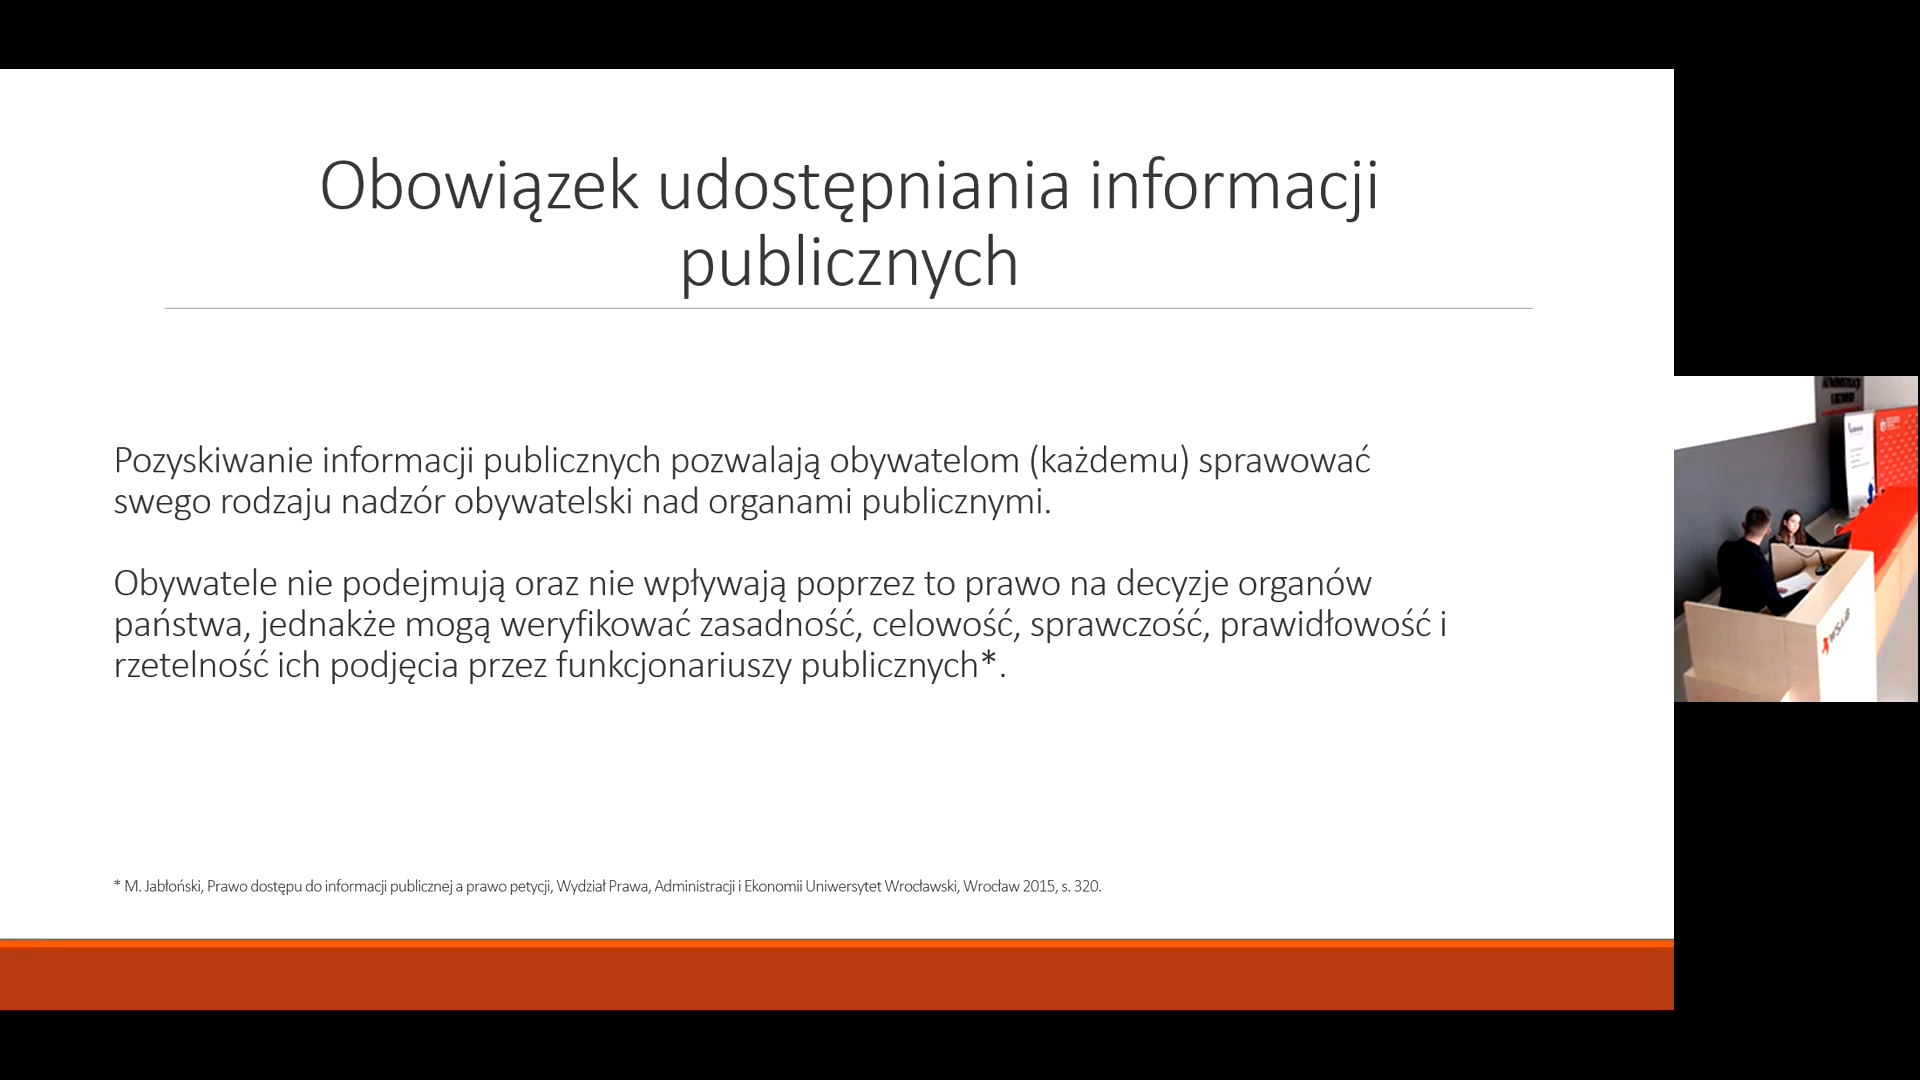 Obowiązek udostępniania informacji
publicznych
Pozyskiwanie informacji publicznych pozwalają obywatelom (każdemu) sprawować
swego rodzaju nadzór obywatelski nad organami publicznymi.
Obywatele nie podejmują oraz nie wpływają poprzez to prawo na decyzje organów
państwa, jednakże mogą weryfikować zasadność, celowość, sprawczość, prawidłowość i
rzetelność ich podjęcia przez funkcjonariuszy publicznych*.
* M. Jabłoński, Prawo dostępu do informacji publicznej a prawo petycji, Wydział Prawa, Administracji i Ekonomii Uniwersytet Wrocławski, Wrocław 2015, s. 320.